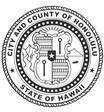 CITY AND COUNTY OF HONOLULU
STATE OF HAWAII